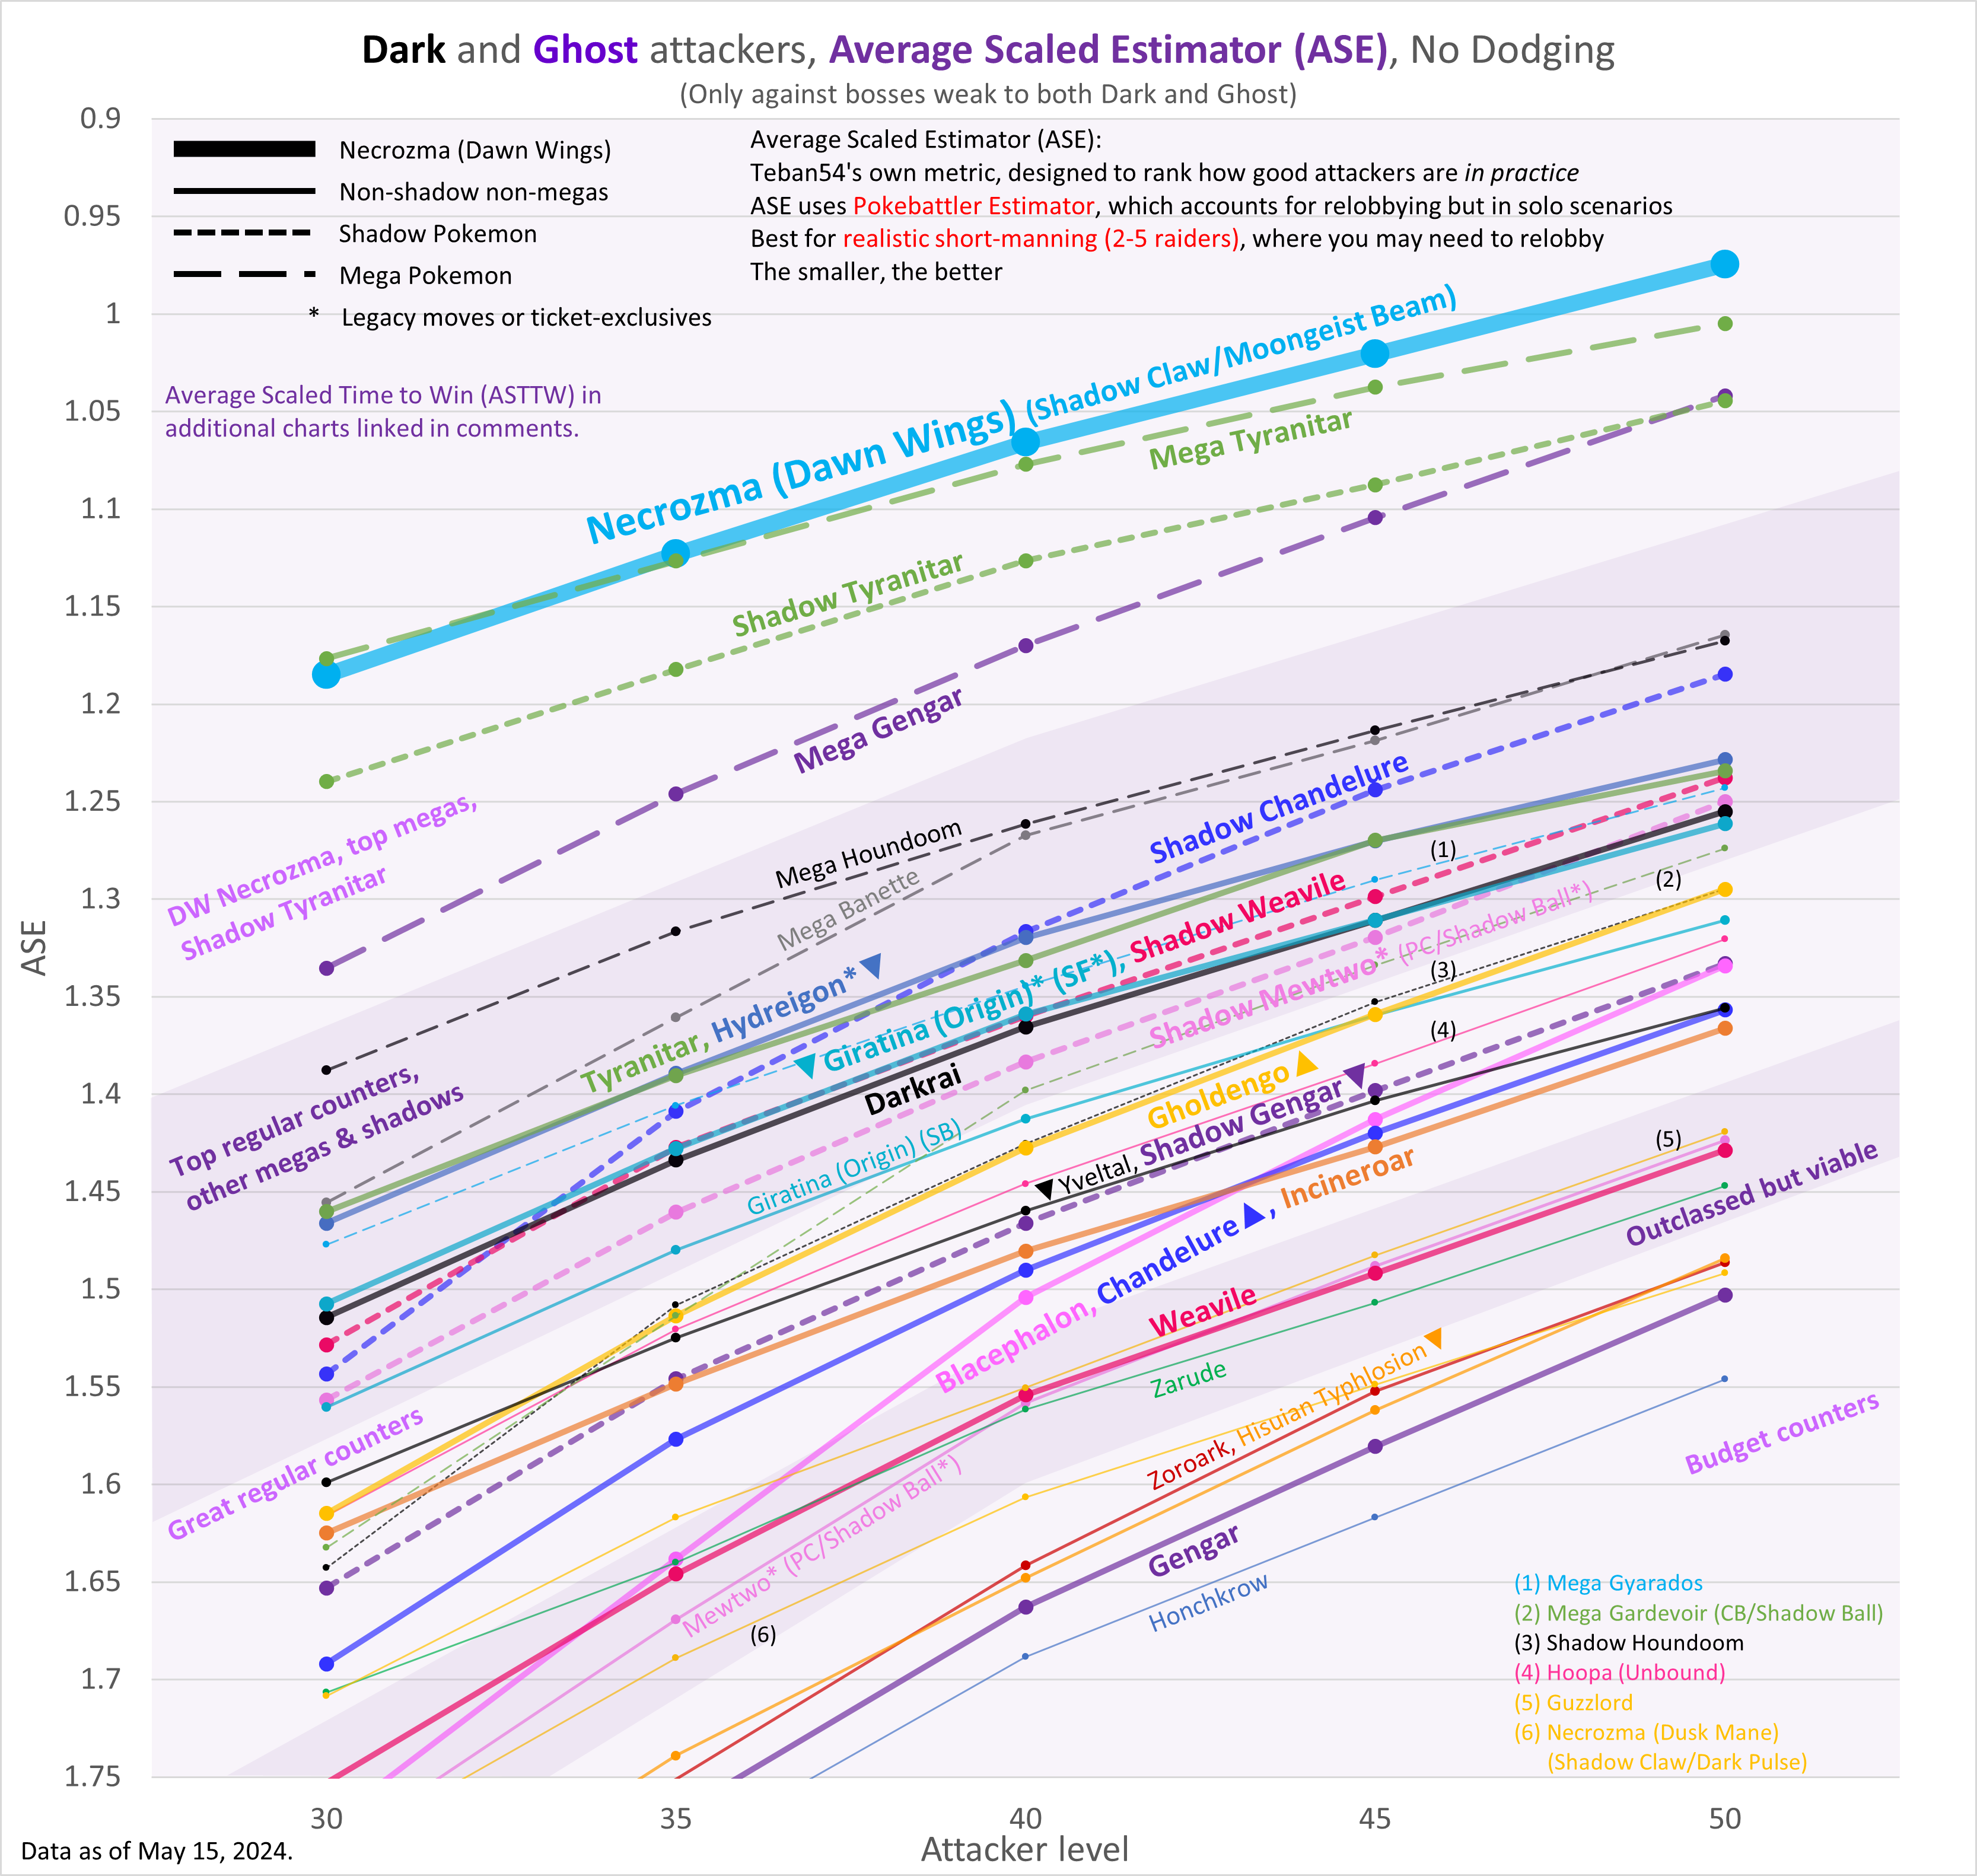 Dark and Ghost attackers, Average Scaled Estimator (ASE), No Dodging
(Only against bosses weak to both Dark and Ghost)
Necrozma (Dawn Wings)
Non-shadow non-megas
Shadow Pokemon
Mega Pokemon
* Legacy moves or ticket-exclusives
Average Scaled Estimator (ASE):
Teban54's own metric, designed to rank how good attackers are in practice
ASE uses Pokebattler Estimator, which accounts for relobbying but in solo scenarios
Best for realistic short-manning (2-5 raiders), where you may need to relobby
The smaller, the better
Average Scaled Time to Win (ASTTW) in
additional charts linked in comments.
ASE
0.9
0.95
1
1.05
1.1
1.15
1.2
1.25
1.3
1.35
1.4
1.45
1.5
1.55
1.6
1.65
1.7
1.75
Necrozma (Dawn Wings) (Shadow Claw/Moongeist Beam)
Mega Tyranitar
Shadow Tyranitar
Mega Gengar
DW Necrozma, top megas,
Shadow Tyranitar
Mega Houndoom
Mega Banette
Shadow Chandelure
(1)
(2)
Tyranitar, Hydreigon*
Giratina (Origin)* (SF*), Shadow Weavile
Shadow Mewtwo* (PC/Shadow Ball*)
(3)
(4)
Darkrai
Top regular counters,
other megas & shadows
Giratina (Origin) (SB)
Gholdengo
Yveltal, Shadow Gengar
(5)
Outclassed but viable
Blacephalon, Chandelure, Incineroar
Weavile
Zarude
Great regular counters
Zoroark, Hisuian Typhlosion
Mewtwo* (PC/Shadow Ball*)
(6)
Gengar
Honchkrow
Budget counters
(1) Mega Gyarados
(2) Mega Gardevoir (CB/Shadow Ball)
(3) Shadow Houndoom
(4) Hoopa (Unbound)
(5) Guzzlord
(6) Necrozma (Dusk Mane)
(Shadow Claw/Dark Pulse)
30
35
40
45
50
Attacker level
Data as of May 15, 2024.